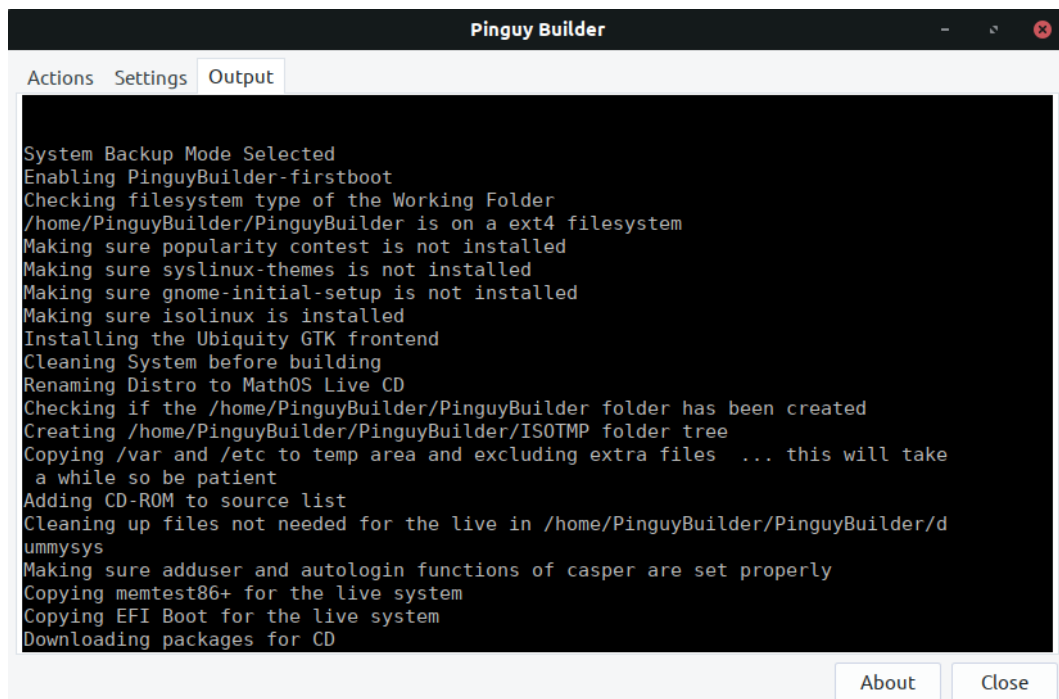 Pinguy Builder
Actions Settings Output
System Backup Mode Selected
Enabling PinguyBuilder-firstboot
Checking filesystem type of the Working Folder
/home/PinguyBuilder/PinguyBuilder is on a ext4 filesystem
Making sure popularity contest is not installed
Making sure syslinux-themes is not installed
Making sure gnome-initial-setup is not installed
Making sure isolinux is installed
Installing the Ubiquity GTK frontend
Cleaning System before building
Renaming Distro to MathOS Live CD
Checking if the /home/PinguyBuilder/PinguyBuilder folder has been created
Creating /home/PinguyBuilder/PinguyBuilder/ISOTMP folder tree
Copying /var and /etc to temp area and excluding extra files  ... this will take
 a while so be patient
Adding CD-ROM to source list
Cleaning up files not needed for the live in /home/PinguyBuilder/PinguyBuilder/d
ummysys
Making sure adduser and autologin functions of casper are set properly
Copying memtest86+ for the live system
Copying EFI Boot for the live system
Downloading packages for CD
About Close